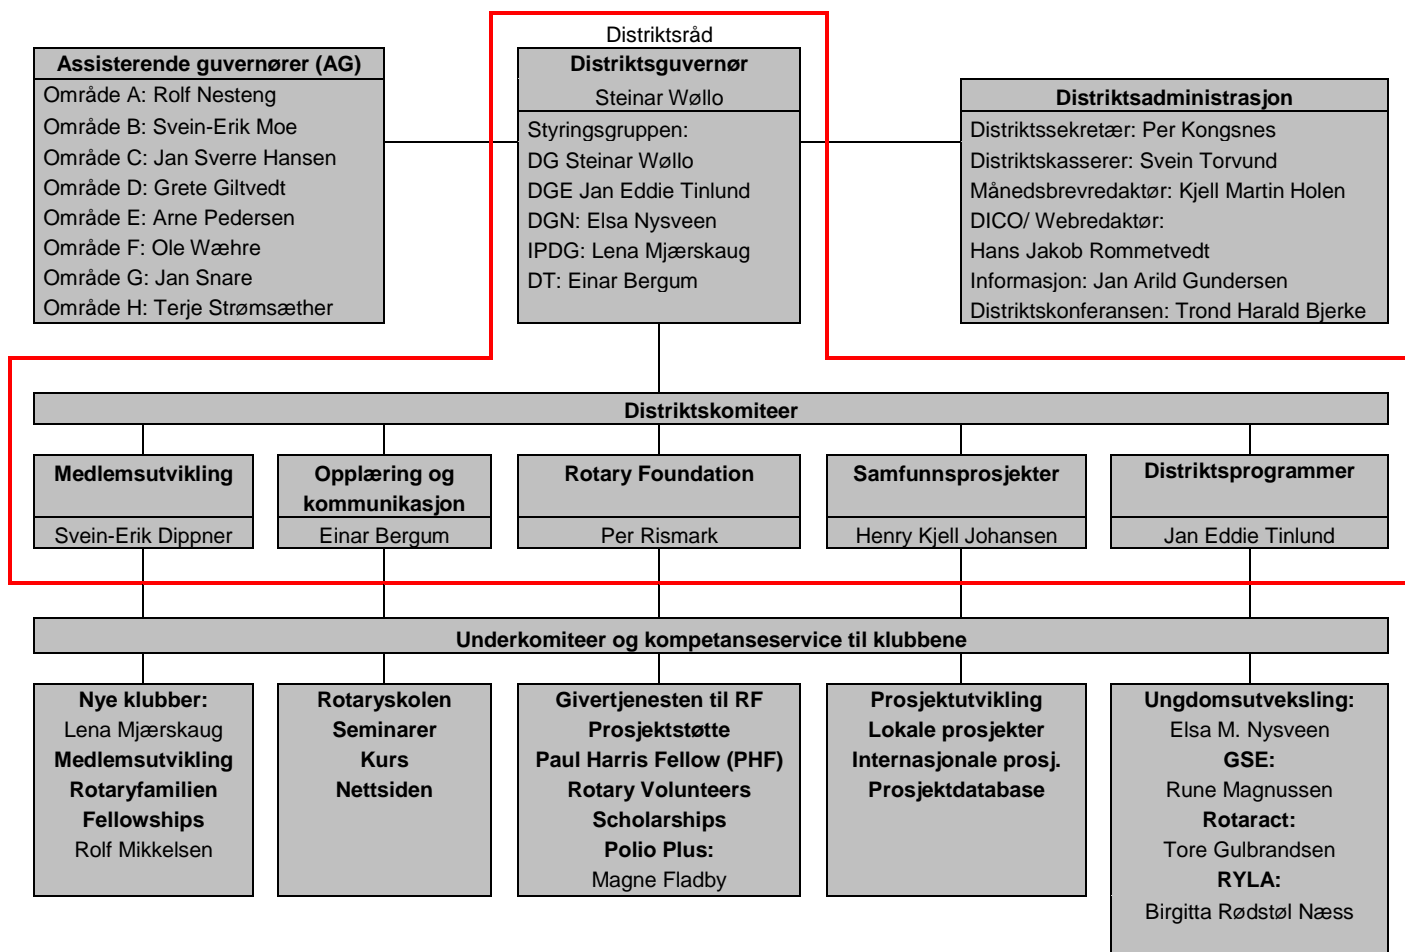 Distriktsråd
Assisterende guvernører (AG)
Område A: Rolf Nesteng
Område B: Svein-Erik Moe
Område C: Jan Sverre Hansen
Område D: Grete Giltvedt
Område E: Arne Pedersen
Område F: Ole Wæhre
Område G: Jan Snare
Område H: Terje Strømsæther
Distriktsguvernør
Steinar Wøllo
Styringsgruppen:
DG Steinar Wøllo
DGE Jan Eddie Tinlund
DGN: Elsa Nysveen
IPDG: Lena Mjærskaug
DT: Einar Bergum
Distriktsadministrasjon
Distriktssekretær: Per Kongsnes
Distriktskasserer: Svein Torvund
Månedsbrevredaktør: Kjell Martin Holen
DICO/ Webredaktør:
Hans Jakob Rommetvedt
Informasjon: Jan Arild Gundersen
Distriktskonferansen: Trond Harald Bjerke
Distriktskomiteer
Medlemsutvikling
Svein-Erik Dippner
Opplæring og
kommunikasjon
Einar Bergum
Rotary Foundation
Per Rismark
Samfunnsprosjekter
Henry Kjell Johansen
Distriktsprogrammer
Jan Eddie Tinlund
Underkomiteer og kompetanseservice til klubbene
Nye klubber:
Lena Mjærskaug
Medlemsutvikling
Rotaryfamilien
Fellowships
Rolf Mikkelsen
Rotaryskolen
Seminarer
Kurs
Nettsiden
Givertjenesten til RF
Prosjektstøtte
Paul Harris Fellow (PHF)
Rotary Volunteers
Scholarships
Polio Plus:
Magne Fladby
Prosjektutvikling
Lokale prosjekter
Internasjonale prosj.
Prosjektdatabase
Ungdomsutveksling:
Elsa M. Nysveen
GSE:
Rune Magnussen
Rotaract:
Tore Gulbrandsen
RYLA:
Birgitta Rødstøl Næss